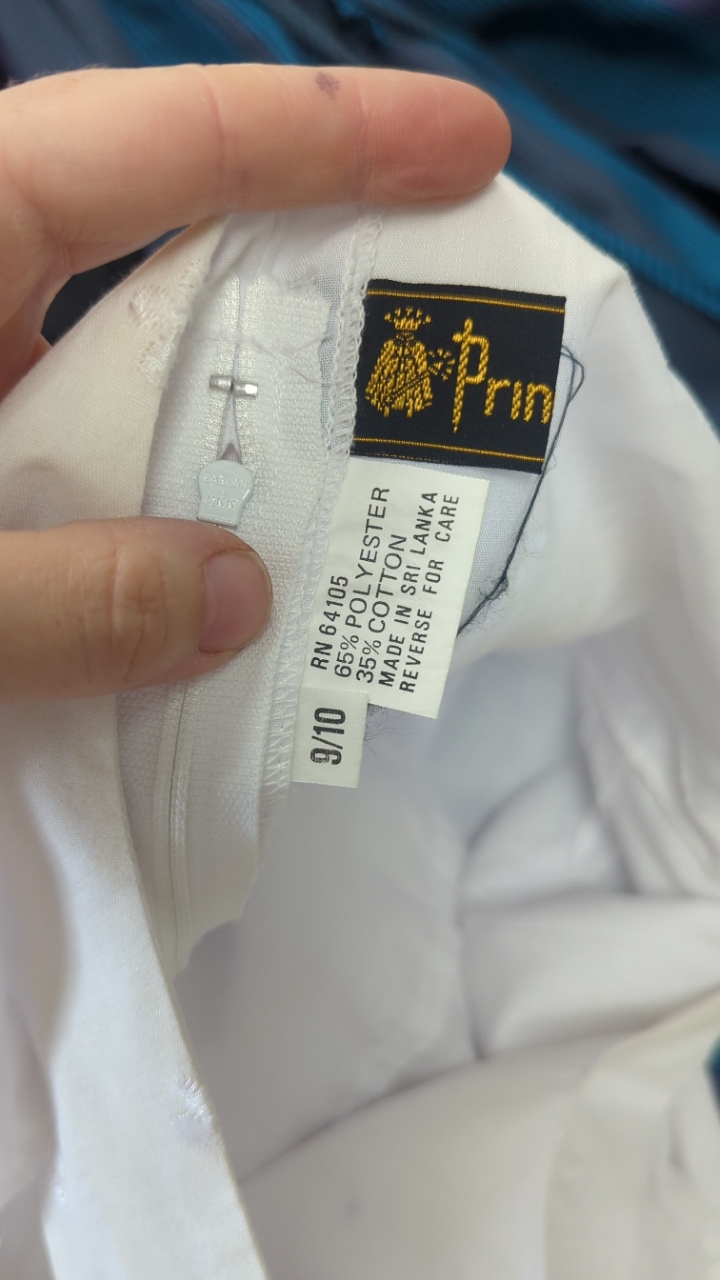 Prin
RN 64105
65% POLYESTER
35% COTTON
MADE IN SRI LANKA
REVERSE FOR CARE
9/10